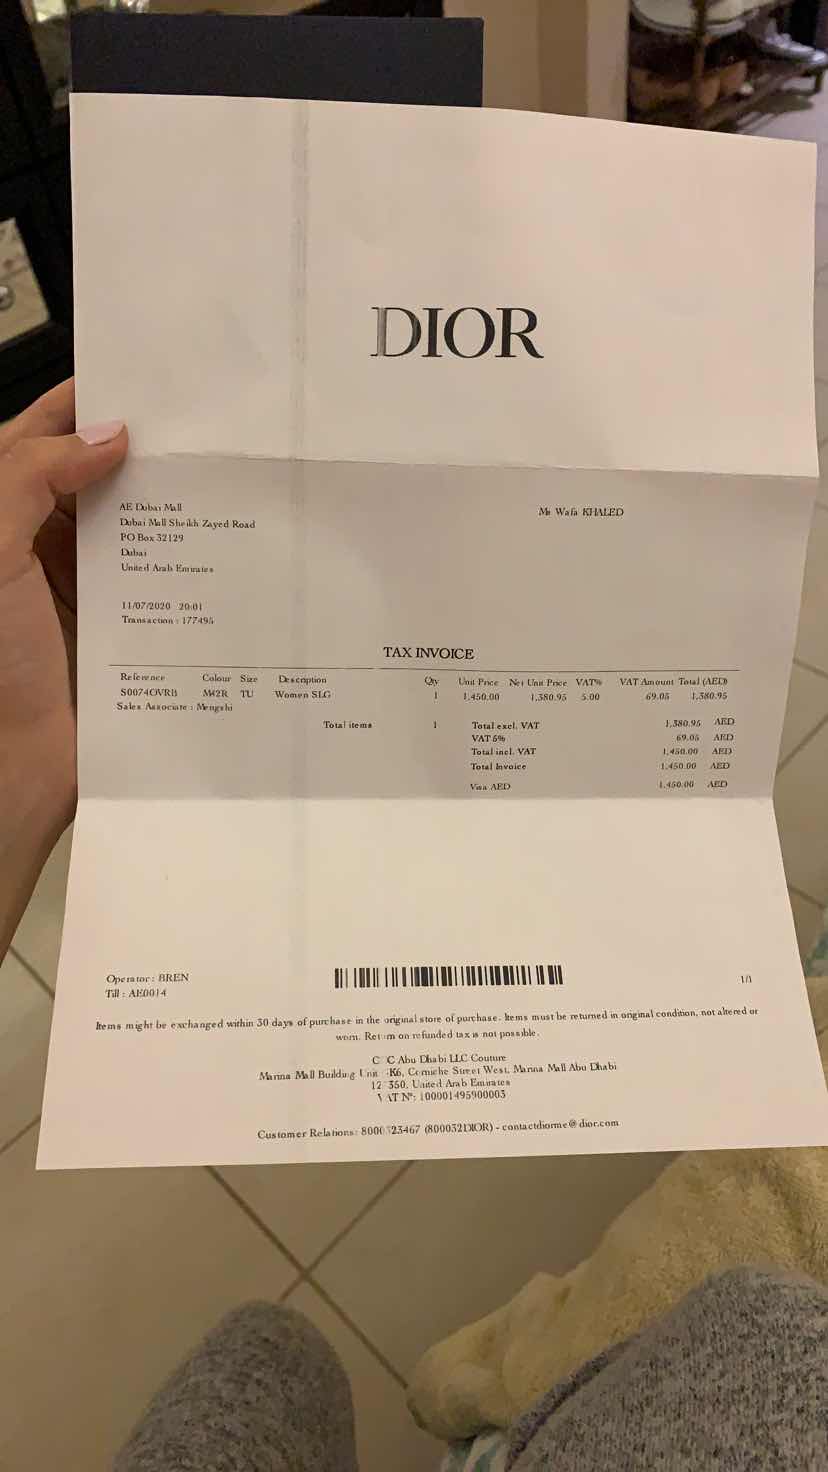 DIOR
AE Dubai Mall
Dubai Mall Sheikh Zayed Road
PO Box 32129
Dubai
United Arab Emirates
Ms Wafa KHALED
11/07/2020 20:01
Transaction : 177495
TAX INVOICE
Reference Colour Size Description Qty Unit Price Net Unit Price VAT% VAT Amount Total (AED)
S0074OVRB M42R TU Women SLG 1 1,450.00 1,380.95 5.00 69.05 1,380.95
Sales Associate : Mengshi
Total items 1 Total excl. VAT 1,380.95 AED
VAT 5% 69.05 AED
Total incl. VAT 1,450.00 AED
Total Invoice 1,450.00 AED
Visa AED 1,450.00 AED
Operator : BREN
Till : AE0014
1/1
Items might be exchanged within 30 days of purchase in the original store of purchase. Items must be returned in original condition, not altered or
worn. Return on refunded tax is not possible.
Abu Dhabi LLC Couture
Marina Mall Building Unit K6, Corniche Street West, Marina Mall Abu Dhabi
12 350, United Arab Emirates
VAT N°: 100001495900003
Customer Relations: 8000323467 (800032DIOR) - contactdiorme@dior.com